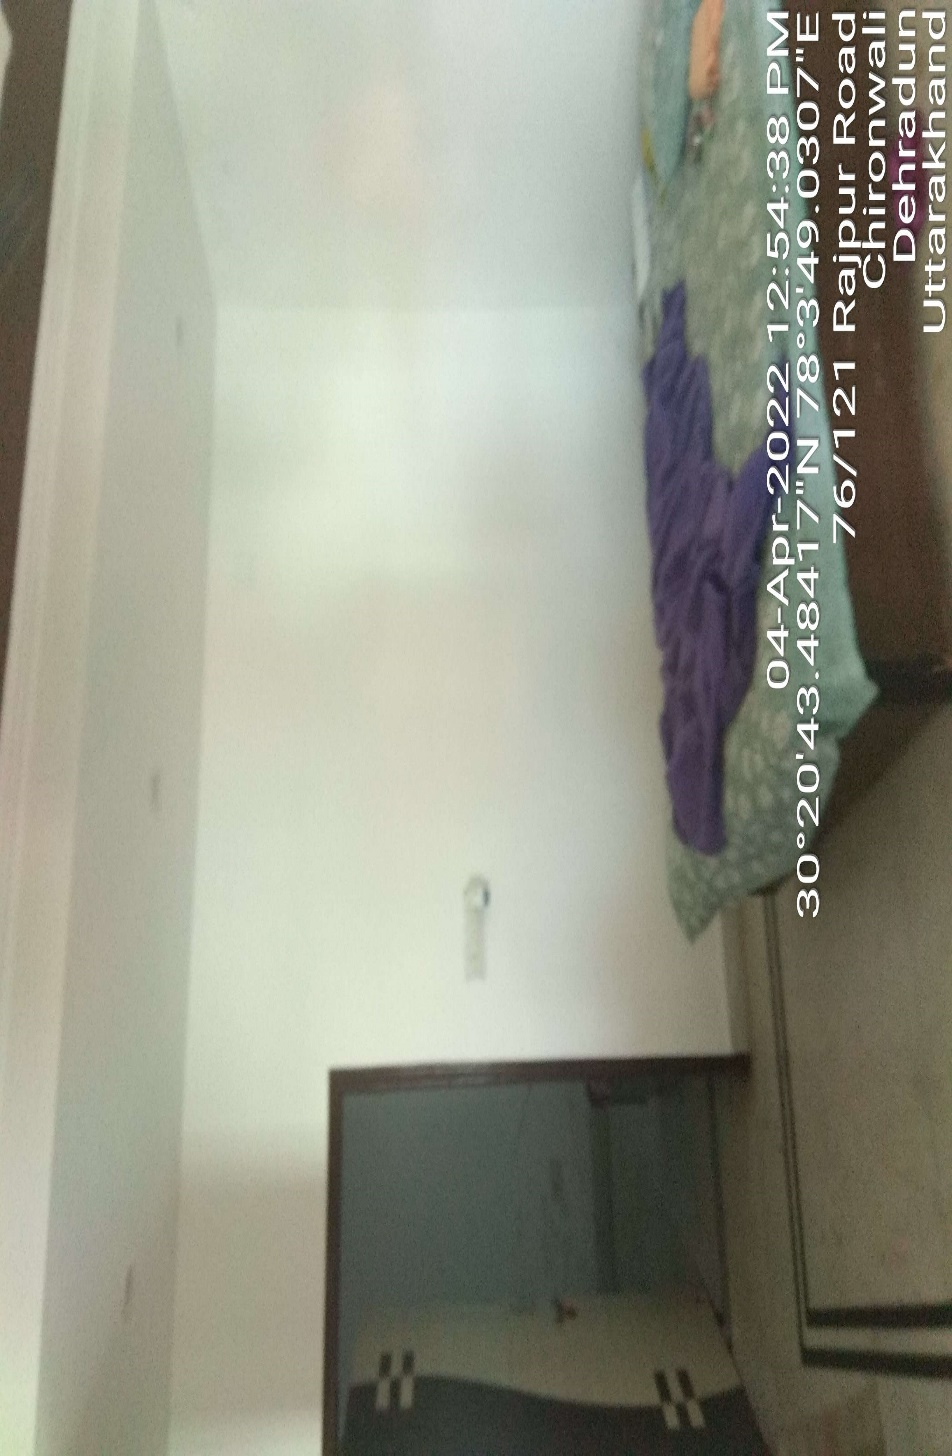 04-Apr-2022 12:54:38 PM
30°20'43.48417"N 78°3'49.0307"E
76/121 Rajpur Road
Chironwali
Dehradun
Uttarakhand